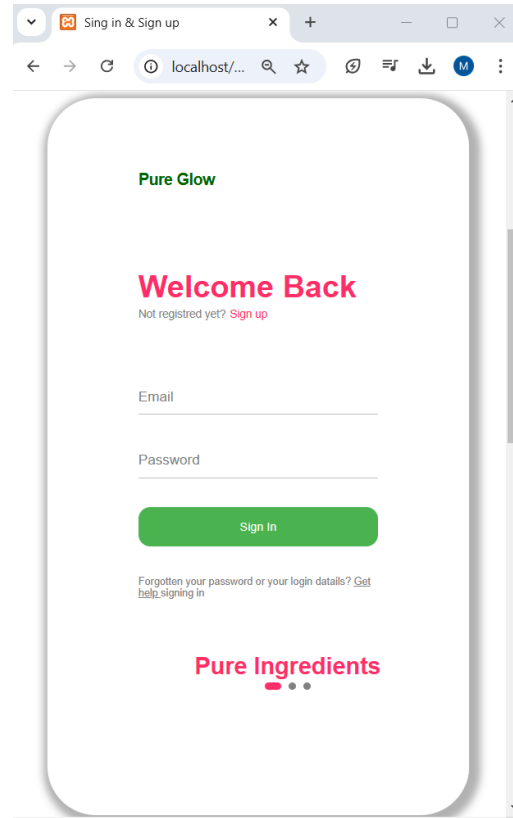 Sing in & Sign up
localhost/...
M
Pure Glow
Welcome Back
Not registred yet? Sign up
Email
Password
Sign In
Forgotten your password or your login datails? Get
help signing in
Pure Ingredients